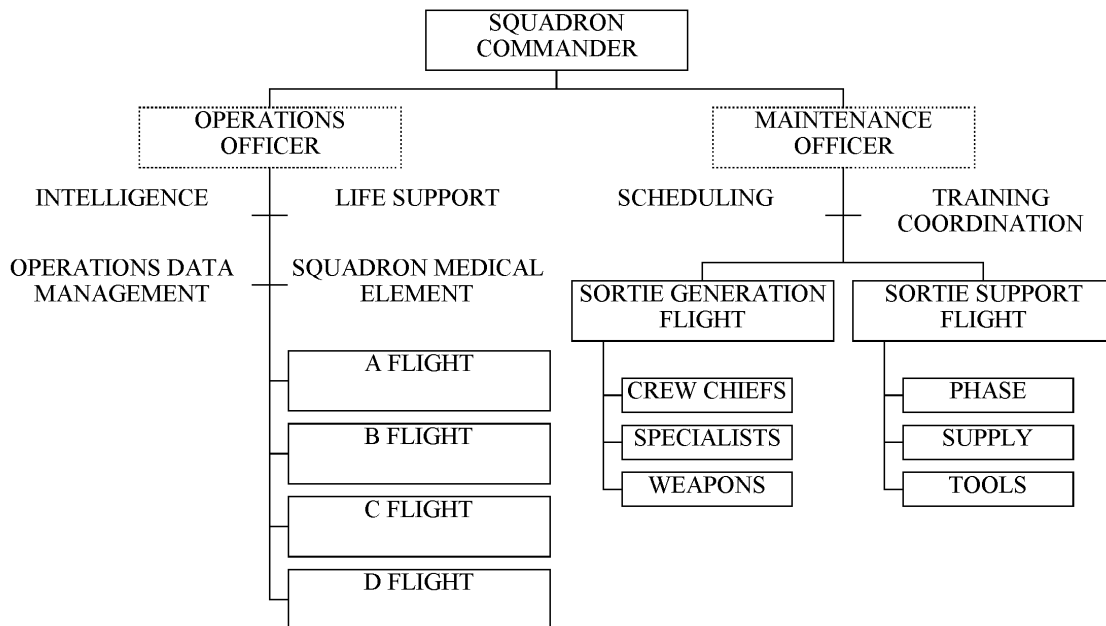 SQUADRON
COMMANDER
OPERATIONS
OFFICER
MAINTENANCE
OFFICER
INTELLIGENCE
LIFE SUPPORT
OPERATIONS DATA
MANAGEMENT
SQUADRON MEDICAL
ELEMENT
A FLIGHT
B FLIGHT
C FLIGHT
D FLIGHT
SCHEDULING
TRAINING
COORDINATION
SORTIE GENERATION
FLIGHT
CREW CHIEFS
SPECIALISTS
WEAPONS
SORTIE SUPPORT
FLIGHT
PHASE
SUPPLY
TOOLS